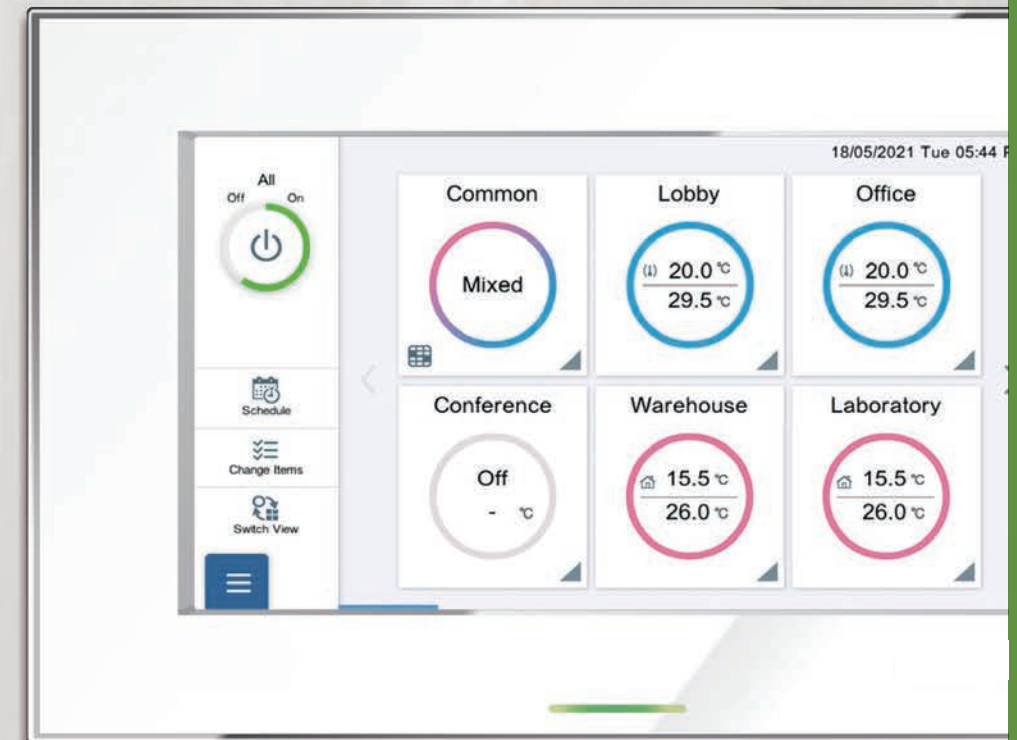 18/05/2021 Tue 05:44 P
All
Off On
Schedule
Change Items
Switch View
Common
Mixed
Lobby
20.0 ℃
29.5 ℃
Office
20.0 ℃
29.5 ℃
Conference
Off
- ℃
Warehouse
15.5 ℃
26.0 ℃
Laboratory
15.5 ℃
26.0 ℃